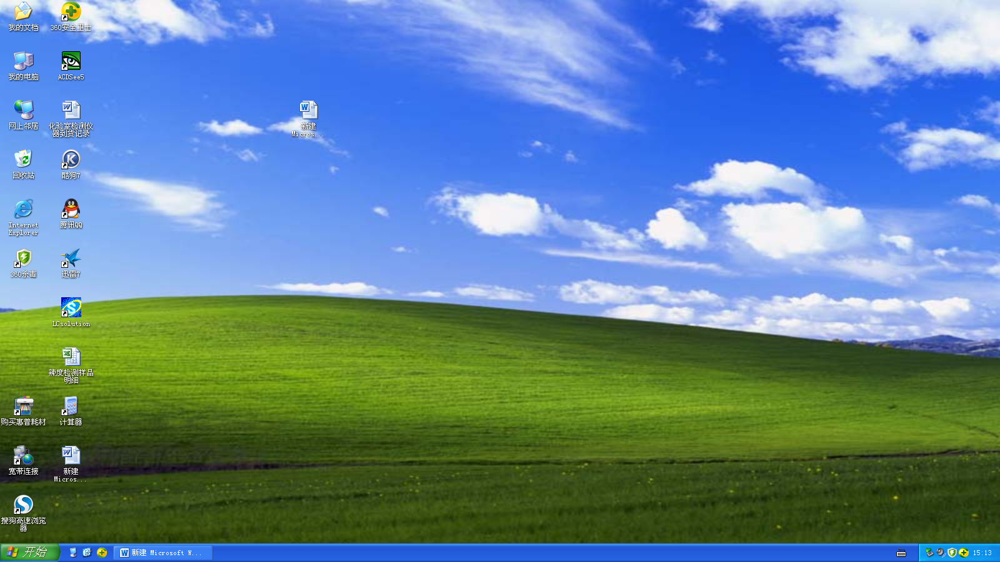 我的文档
360安全卫士
我的电脑
ACDSee5
网上邻居
化验室检测仪
器到货记录
新建
Micros...
回收站
酷狗7
Internet
Explorer
腾讯QQ
360杀毒
迅雷7
LCsolution
辣度检测样品
明细
购买惠普耗材
计算器
宽带连接
新建
Micros...
搜狗高速浏览
器
开始
新建 Microsoft W...
15:13